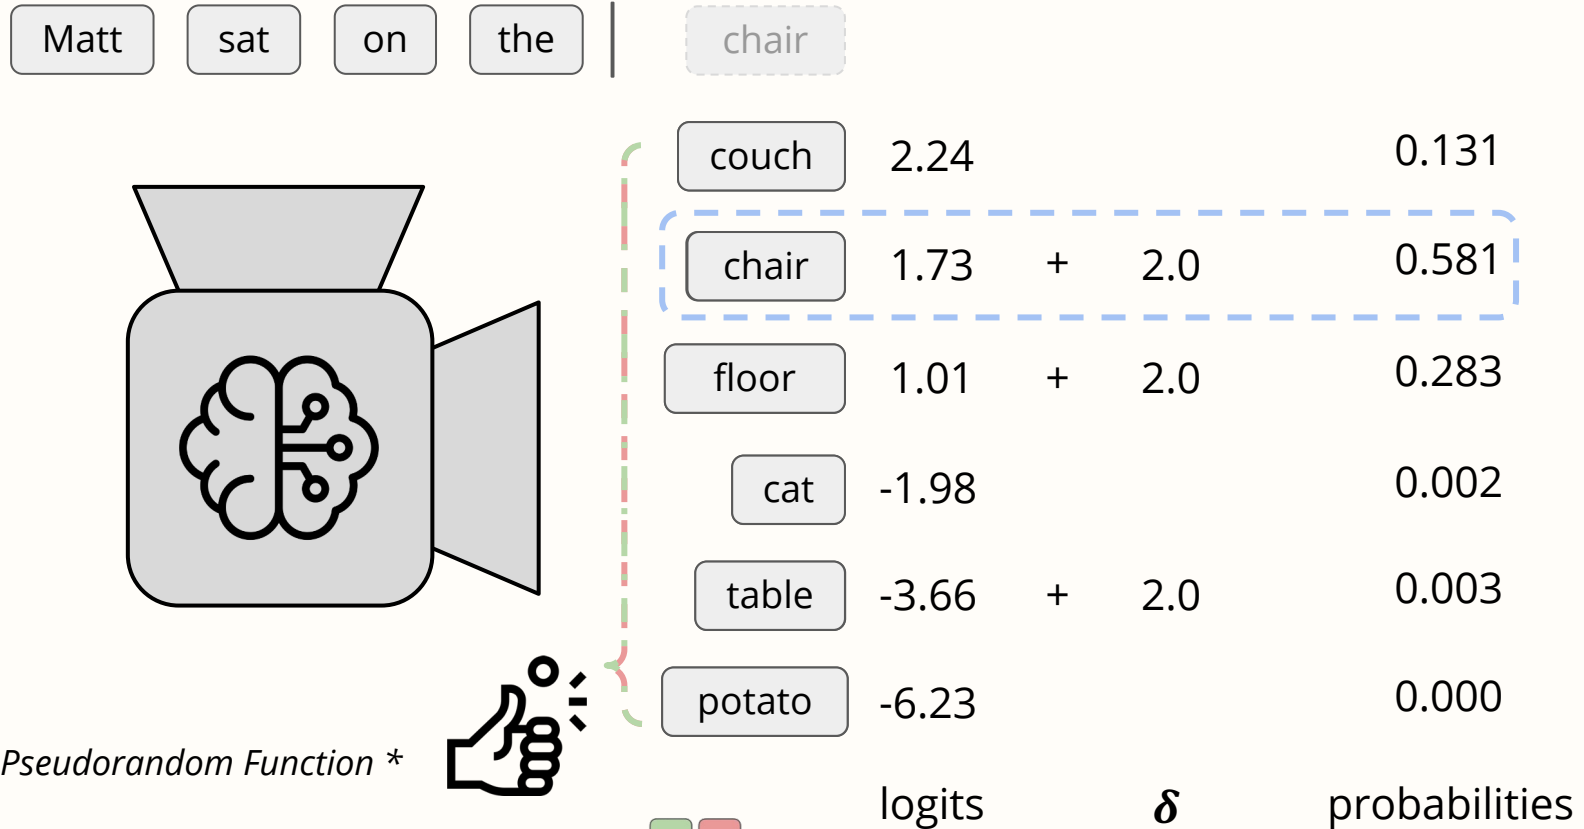 Matt sat on the chair
couch 2.24 0.131
chair 1.73 + 2.0 0.581
floor 1.01 + 2.0 0.283
cat -1.98 0.002
table -3.66 + 2.0 0.003
potato -6.23 0.000
Pseudorandom Function *
logits δ probabilities